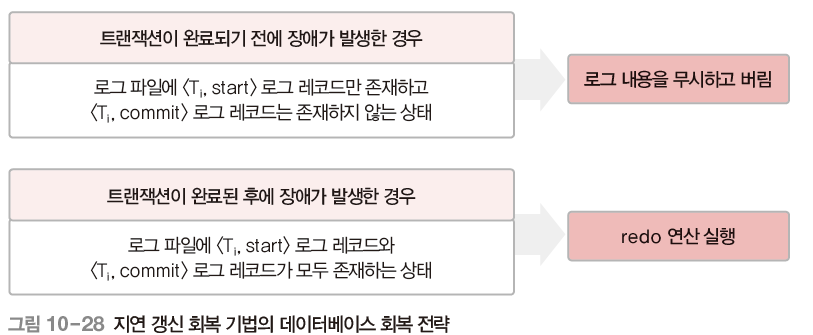 트랜잭션이 완료되기 전에 장애가 발생한 경우
로그 파일에 〈Ti, start〉 로그 레코드만 존재하고
〈Ti, commit〉 로그 레코드는 존재하지 않는 상태
로그 내용을 무시하고 버림
트랜잭션이 완료된 후에 장애가 발생한 경우
로그 파일에 〈Ti, start〉 로그 레코드와
〈Ti, commit〉 로그 레코드가 모두 존재하는 상태
redo 연산 실행
그림 10-28 지연 갱신 회복 기법의 데이터베이스 회복 전략